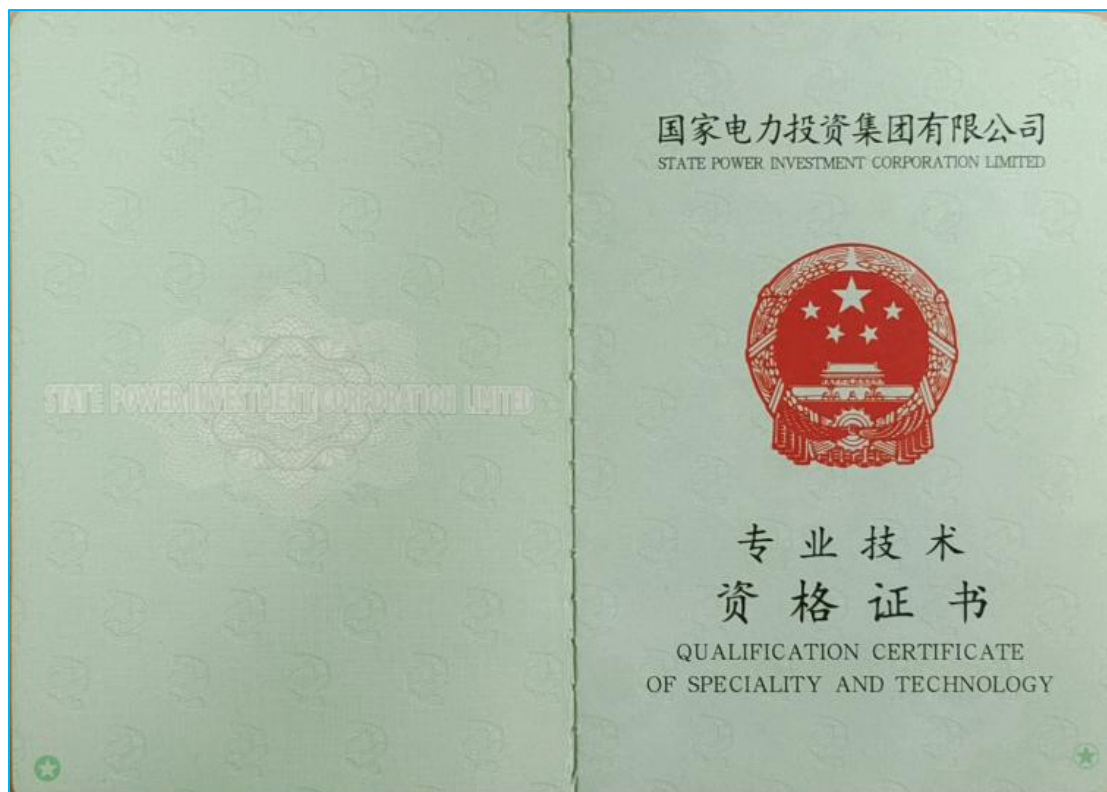 STATE POWER INVESTMENT CORPORATION LIMITED
国家电力投资集团有限公司
STATE POWER INVESTMENT CORPORATION LIMITED
专业技术
资格证书
QUALIFICATION CERTIFICATE
OF SPECIALITY AND TECHNOLOGY